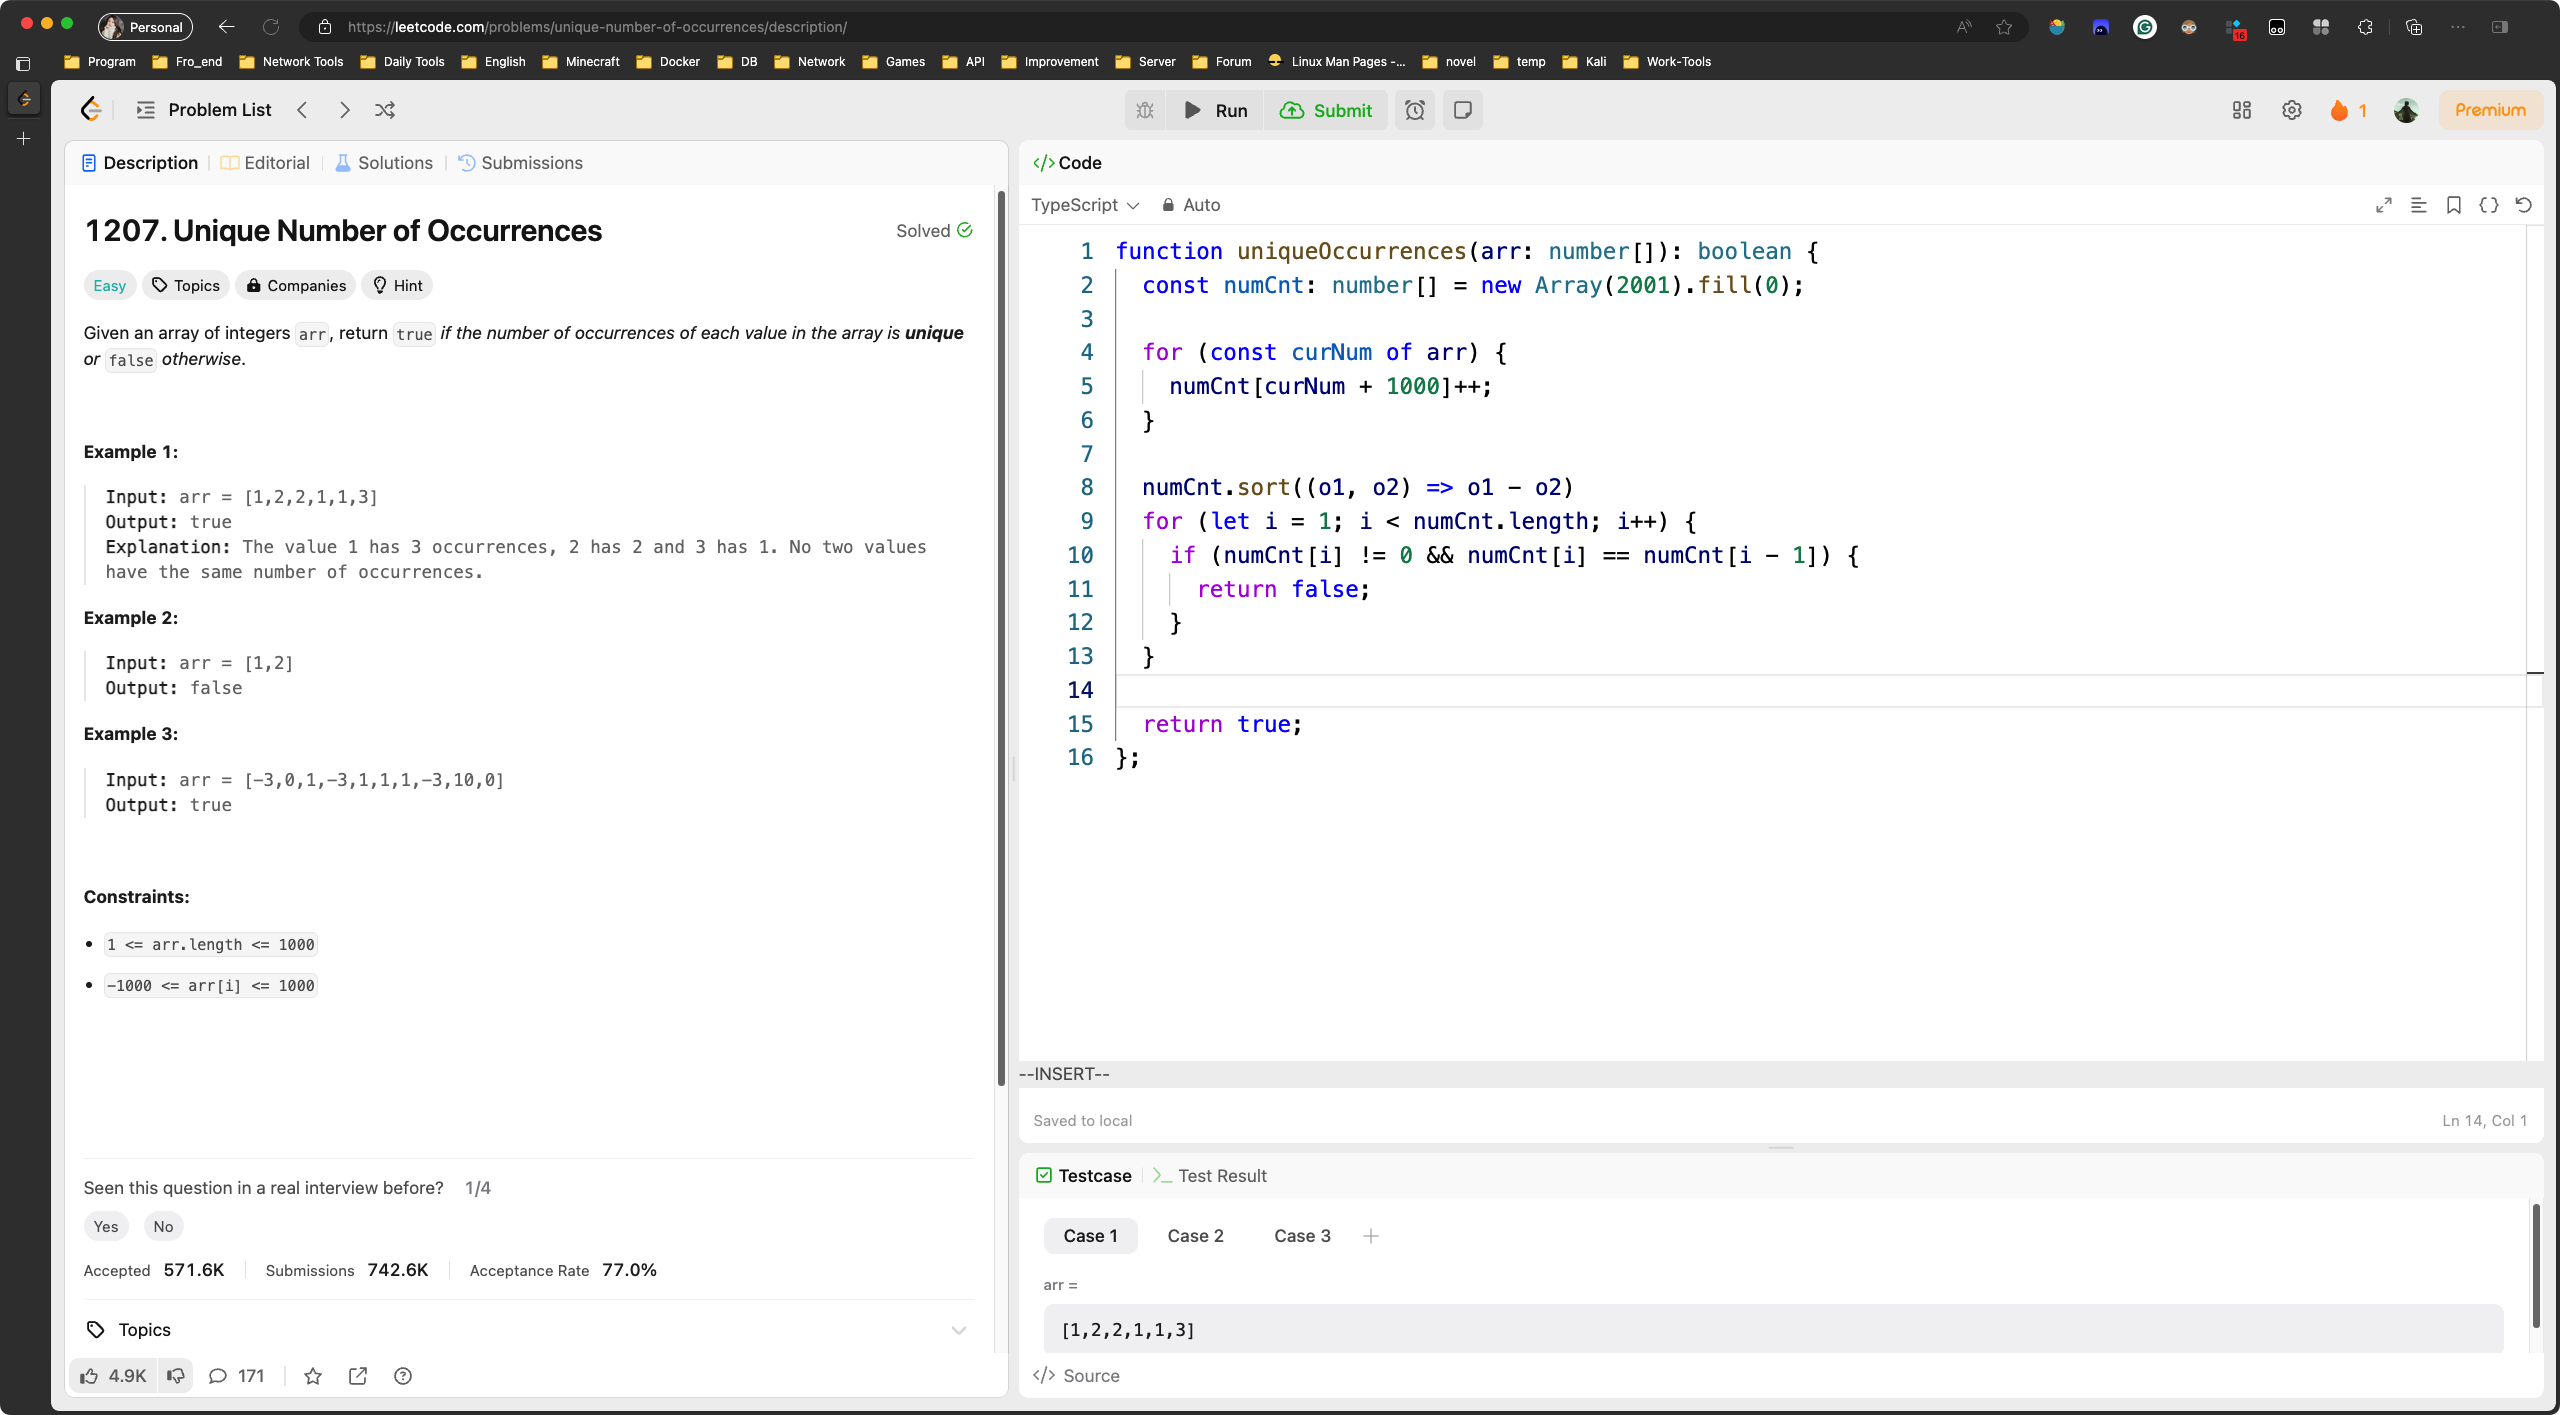 Personal
https://leetcode.com/problems/unique-number-of-occurrences/description/
16
Program Fro_end Network Tools Daily Tools English Minecraft Docker DB Network Games API Improvement Server Forum Linux Man Pages -... novel temp Kali Work-Tools
Problem List
Run Submit
1
Premium
Description Editorial Solutions Submissions
1207. Unique Number of Occurrences
Solved
Easy Topics Companies Hint
Given an array of integers arr, return true if the number of occurrences of each value in the array is unique
or false otherwise.
Example 1:
Input: arr = [1,2,2,1,1,3]
Output: true
Explanation: The value 1 has 3 occurrences, 2 has 2 and 3 has 1. No two values
have the same number of occurrences.
Example 2:
Input: arr = [1,2]
Output: false
Example 3:
Input: arr = [-3,0,1,-3,1,1,1,-3,10,0]
Output: true
Constraints:
• 1 <= arr.length <= 1000
• -1000 <= arr[i] <= 1000
Seen this question in a real interview before? 1/4
Yes No
Accepted 571.6K Submissions 742.6K Acceptance Rate 77.0%
Topics
4.9K 171
</> Code
TypeScript Auto
1 function uniqueOccurrences(arr: number[]): boolean {
2 const numCnt: number[] = new Array(2001).fill(0);
3
4 for (const curNum of arr) {
5 numCnt[curNum + 1000]++;
6 }
7
8 numCnt.sort((o1, o2) => o1 - o2)
9 for (let i = 1; i < numCnt.length; i++) {
10 if (numCnt[i] != 0 && numCnt[i] == numCnt[i - 1]) {
11 return false;
12 }
13 }
14
15 return true;
16 };
--INSERT--
Saved to local
Ln 14, Col 1
Testcase >_ Test Result
Case 1 Case 2 Case 3 +
arr =
[1,2,2,1,1,3]
</> Source